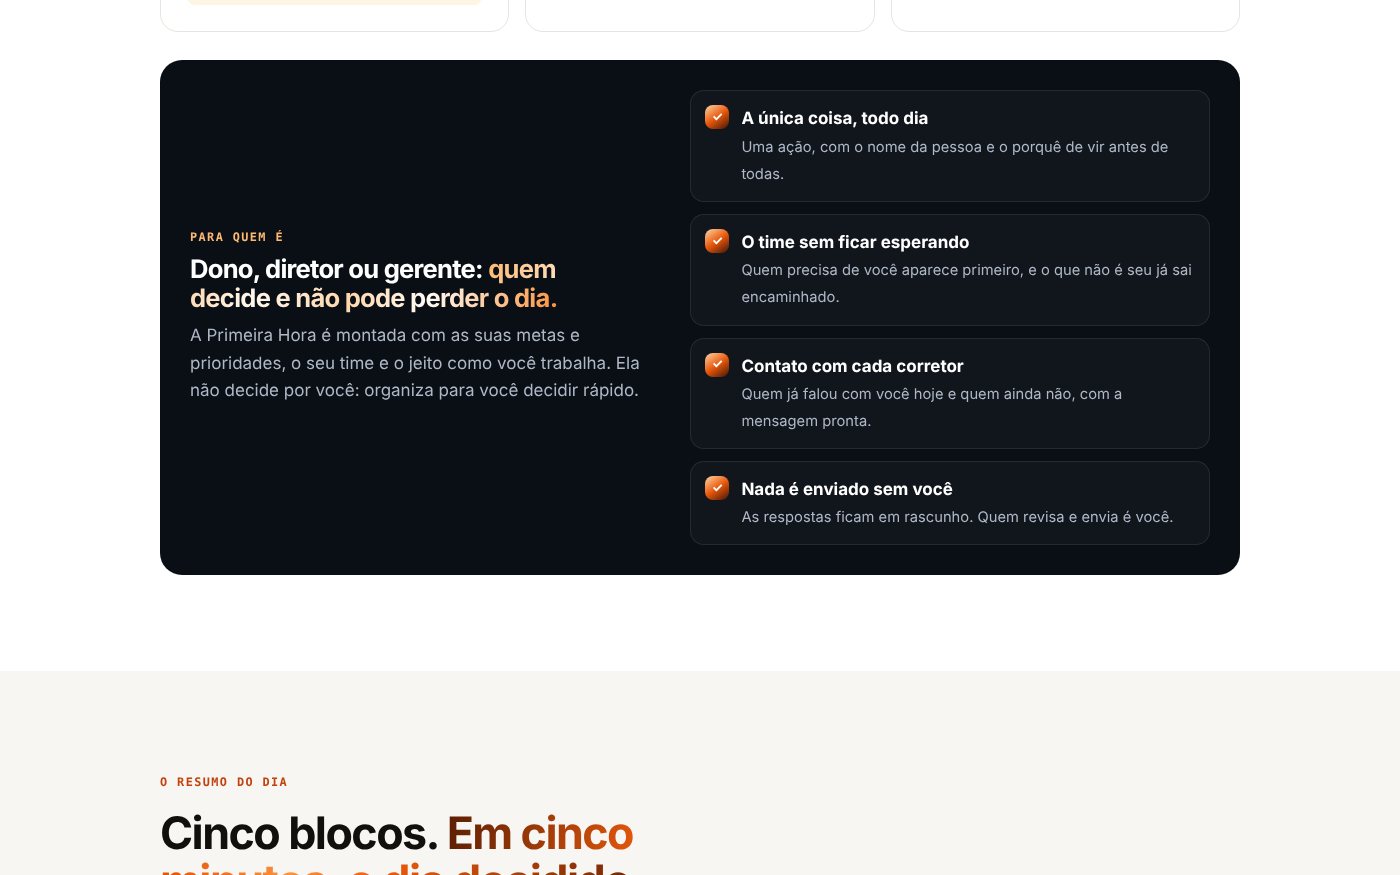 PARA QUEM É
Dono, diretor ou gerente: quem
decide e não pode perder o dia.
A Primeira Hora é montada com as suas metas e
prioridades, o seu time e o jeito como você trabalha. Ela
não decide por você: organiza para você decidir rápido.
A única coisa, todo dia
Uma ação, com o nome da pessoa e o porquê de vir antes de
todas.
O time sem ficar esperando
Quem precisa de você aparece primeiro, e o que não é seu já sai
encaminhado.
Contato com cada corretor
Quem já falou com você hoje e quem ainda não, com a
mensagem pronta.
Nada é enviado sem você
As respostas ficam em rascunho. Quem revisa e envia é você.
O RESUMO DO DIA
Cinco blocos. Em cinco
minutos, o dia decidido.